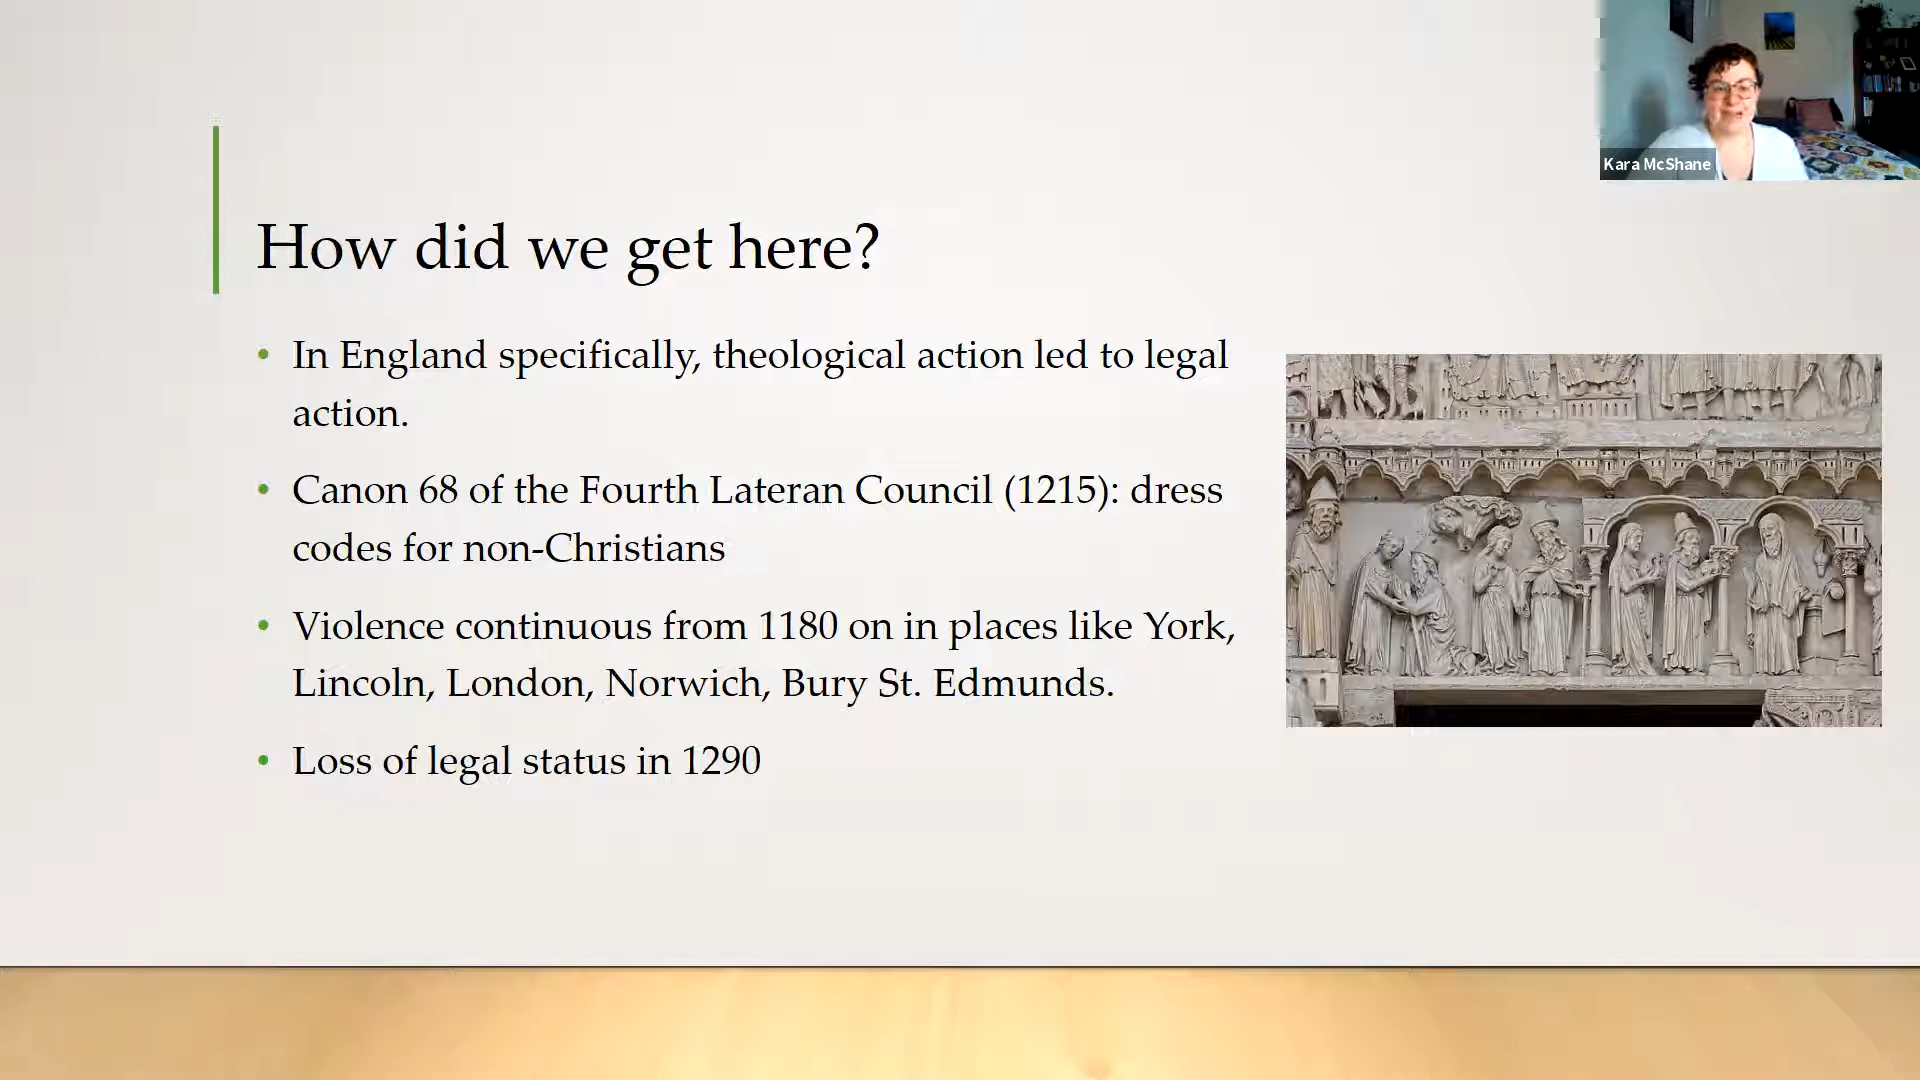 Kara McShane
How did we get here?
• In England specifically, theological action led to legal
action.
• Canon 68 of the Fourth Lateran Council (1215): dress
codes for non-Christians
• Violence continuous from 1180 on in places like York,
Lincoln, London, Norwich, Bury St. Edmunds.
• Loss of legal status in 1290